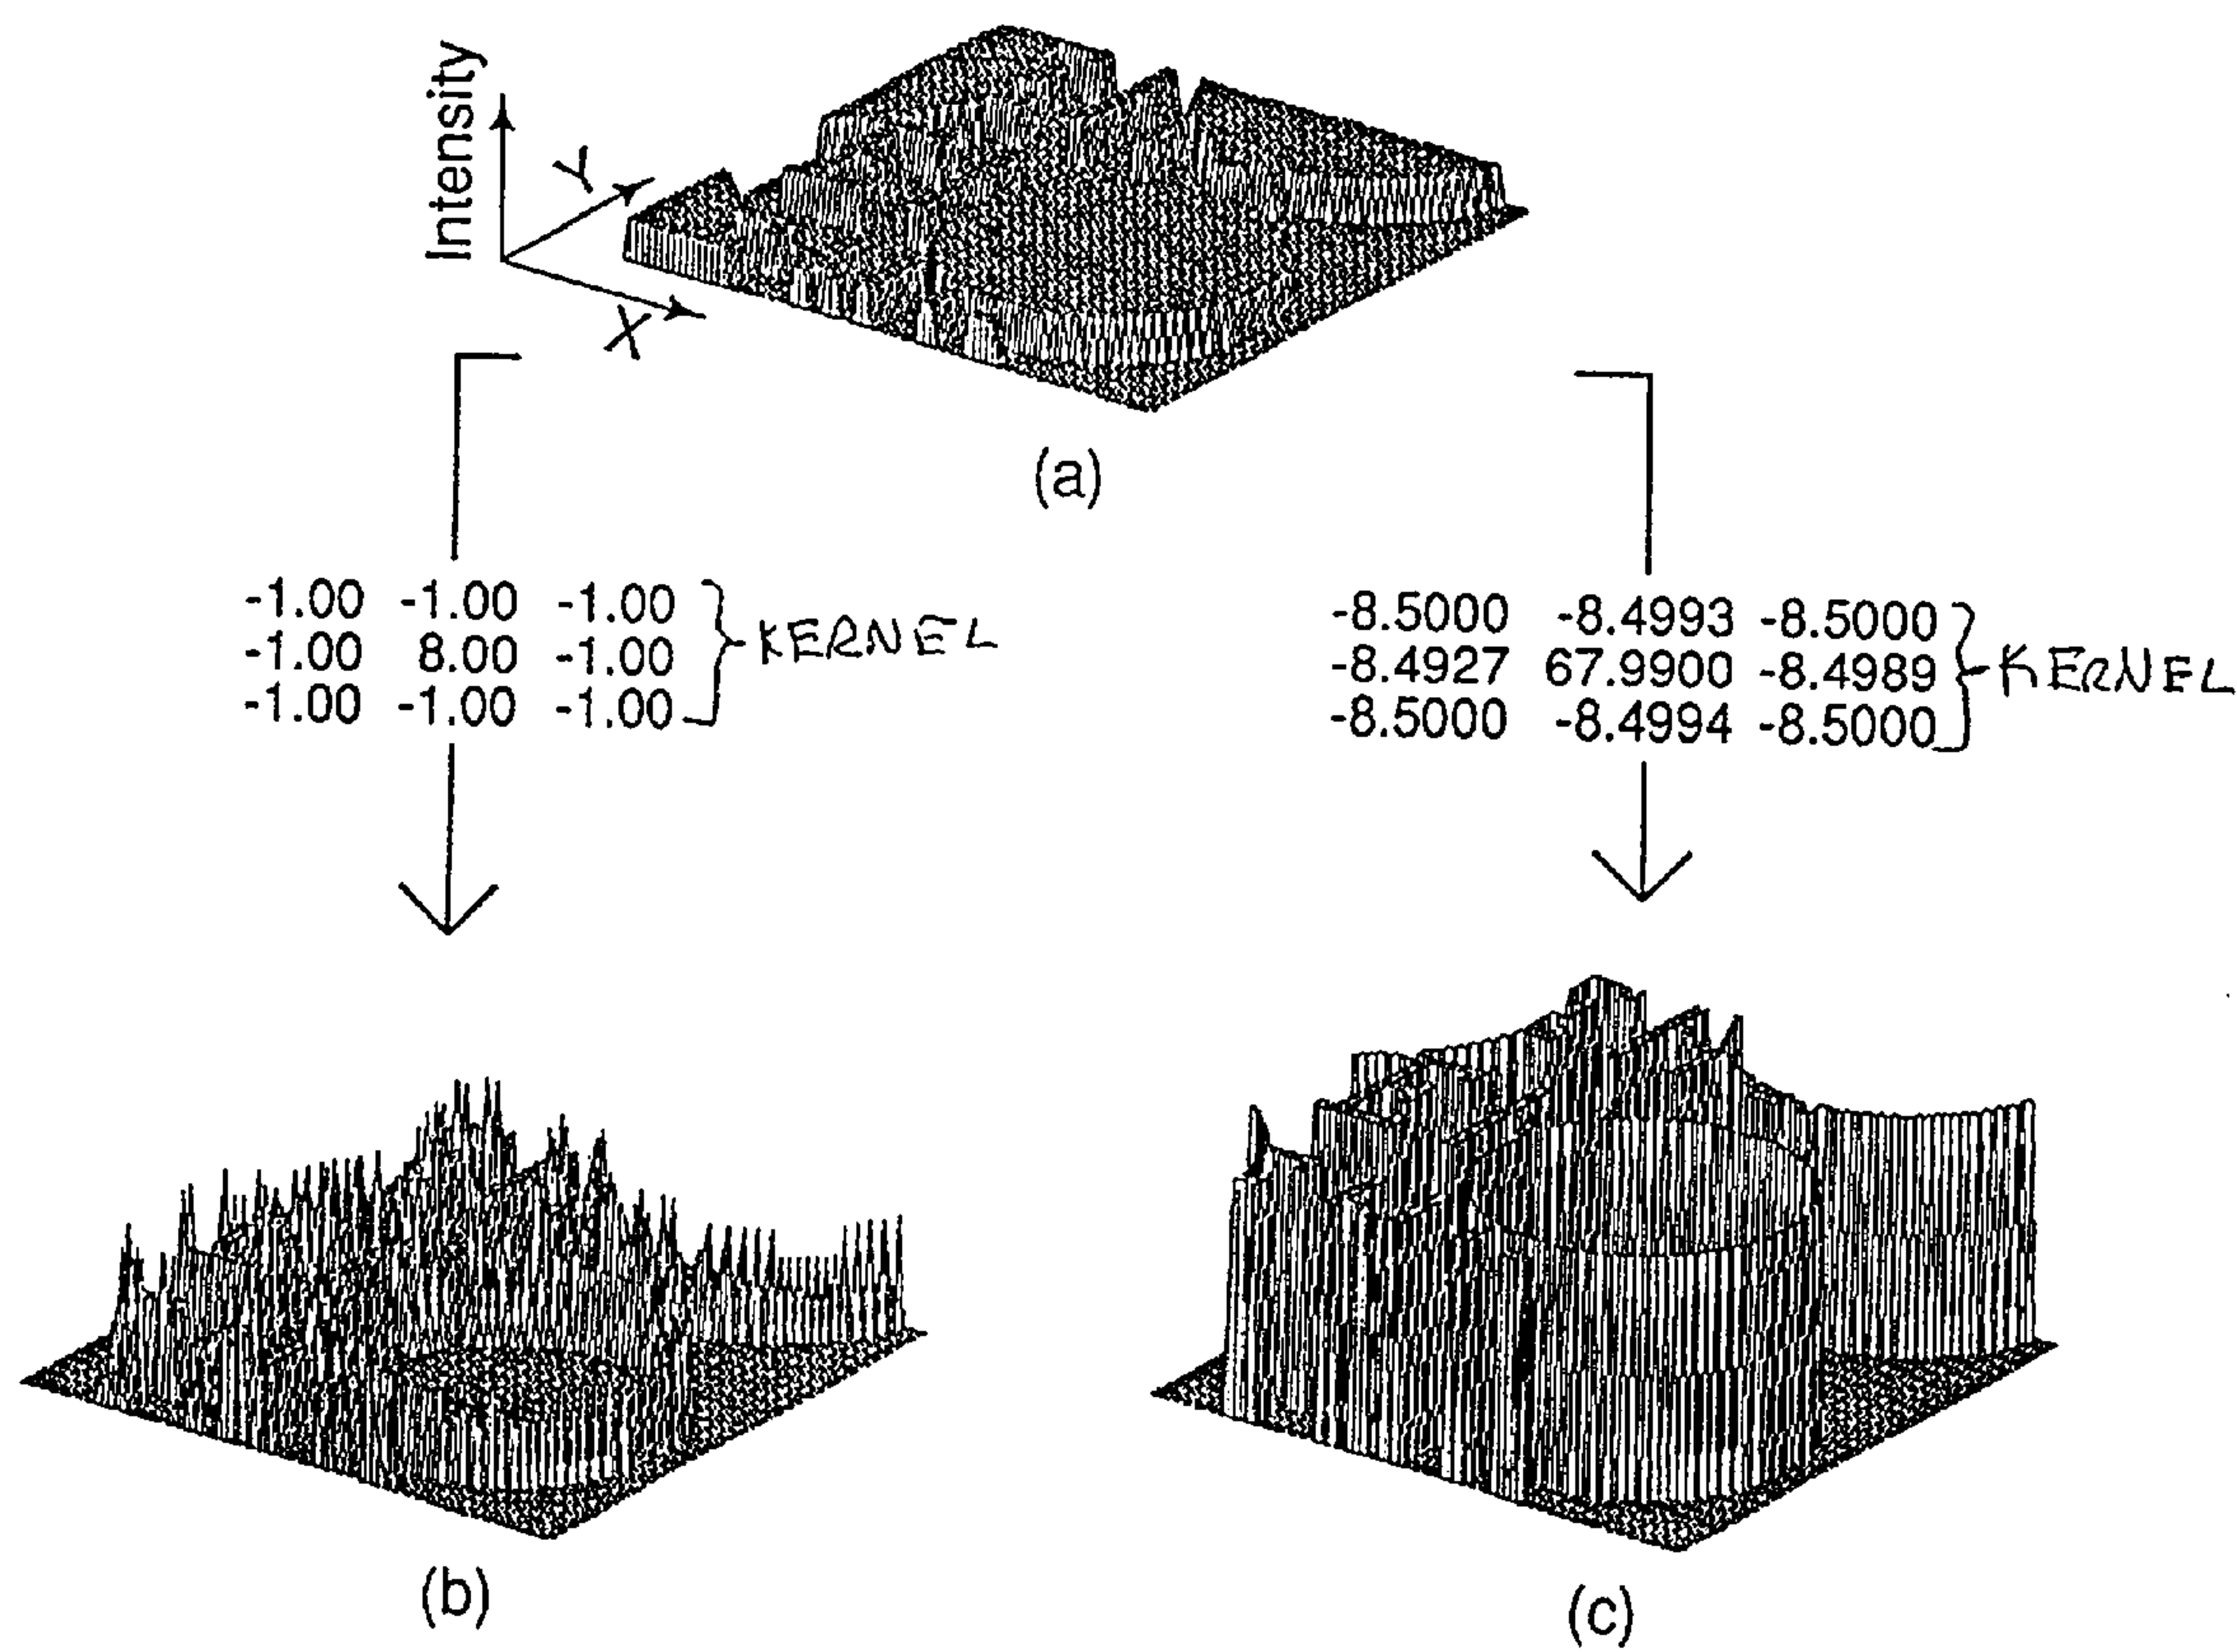 Intensity
Y
X
(a)
-1.00 -1.00 -1.00
-1.00 8.00 -1.00
-1.00 -1.00 -1.00
KERNEL
-8.5000 -8.4993 -8.5000
-8.4927 67.9900 -8.4989
-8.5000 -8.4994 -8.5000
KERNEL
(b)
(c)